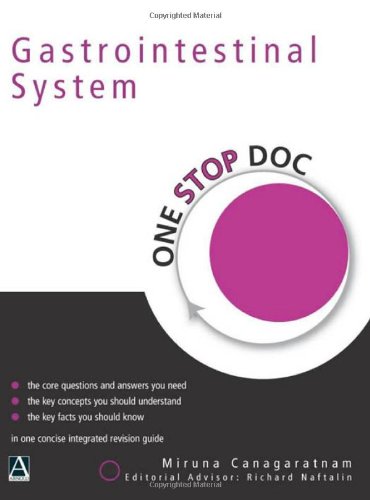 Copyrighted Material
Gastrointestinal
System
ONE STOP DOC
the core questions and answers you need
the key concepts you should understand
the key facts you should know
in one concise integrated revision guide
Miruna Canagaratnam
Editorial Advisor: Richard Naftalin
A
ARNOLD
Copyrighted Material